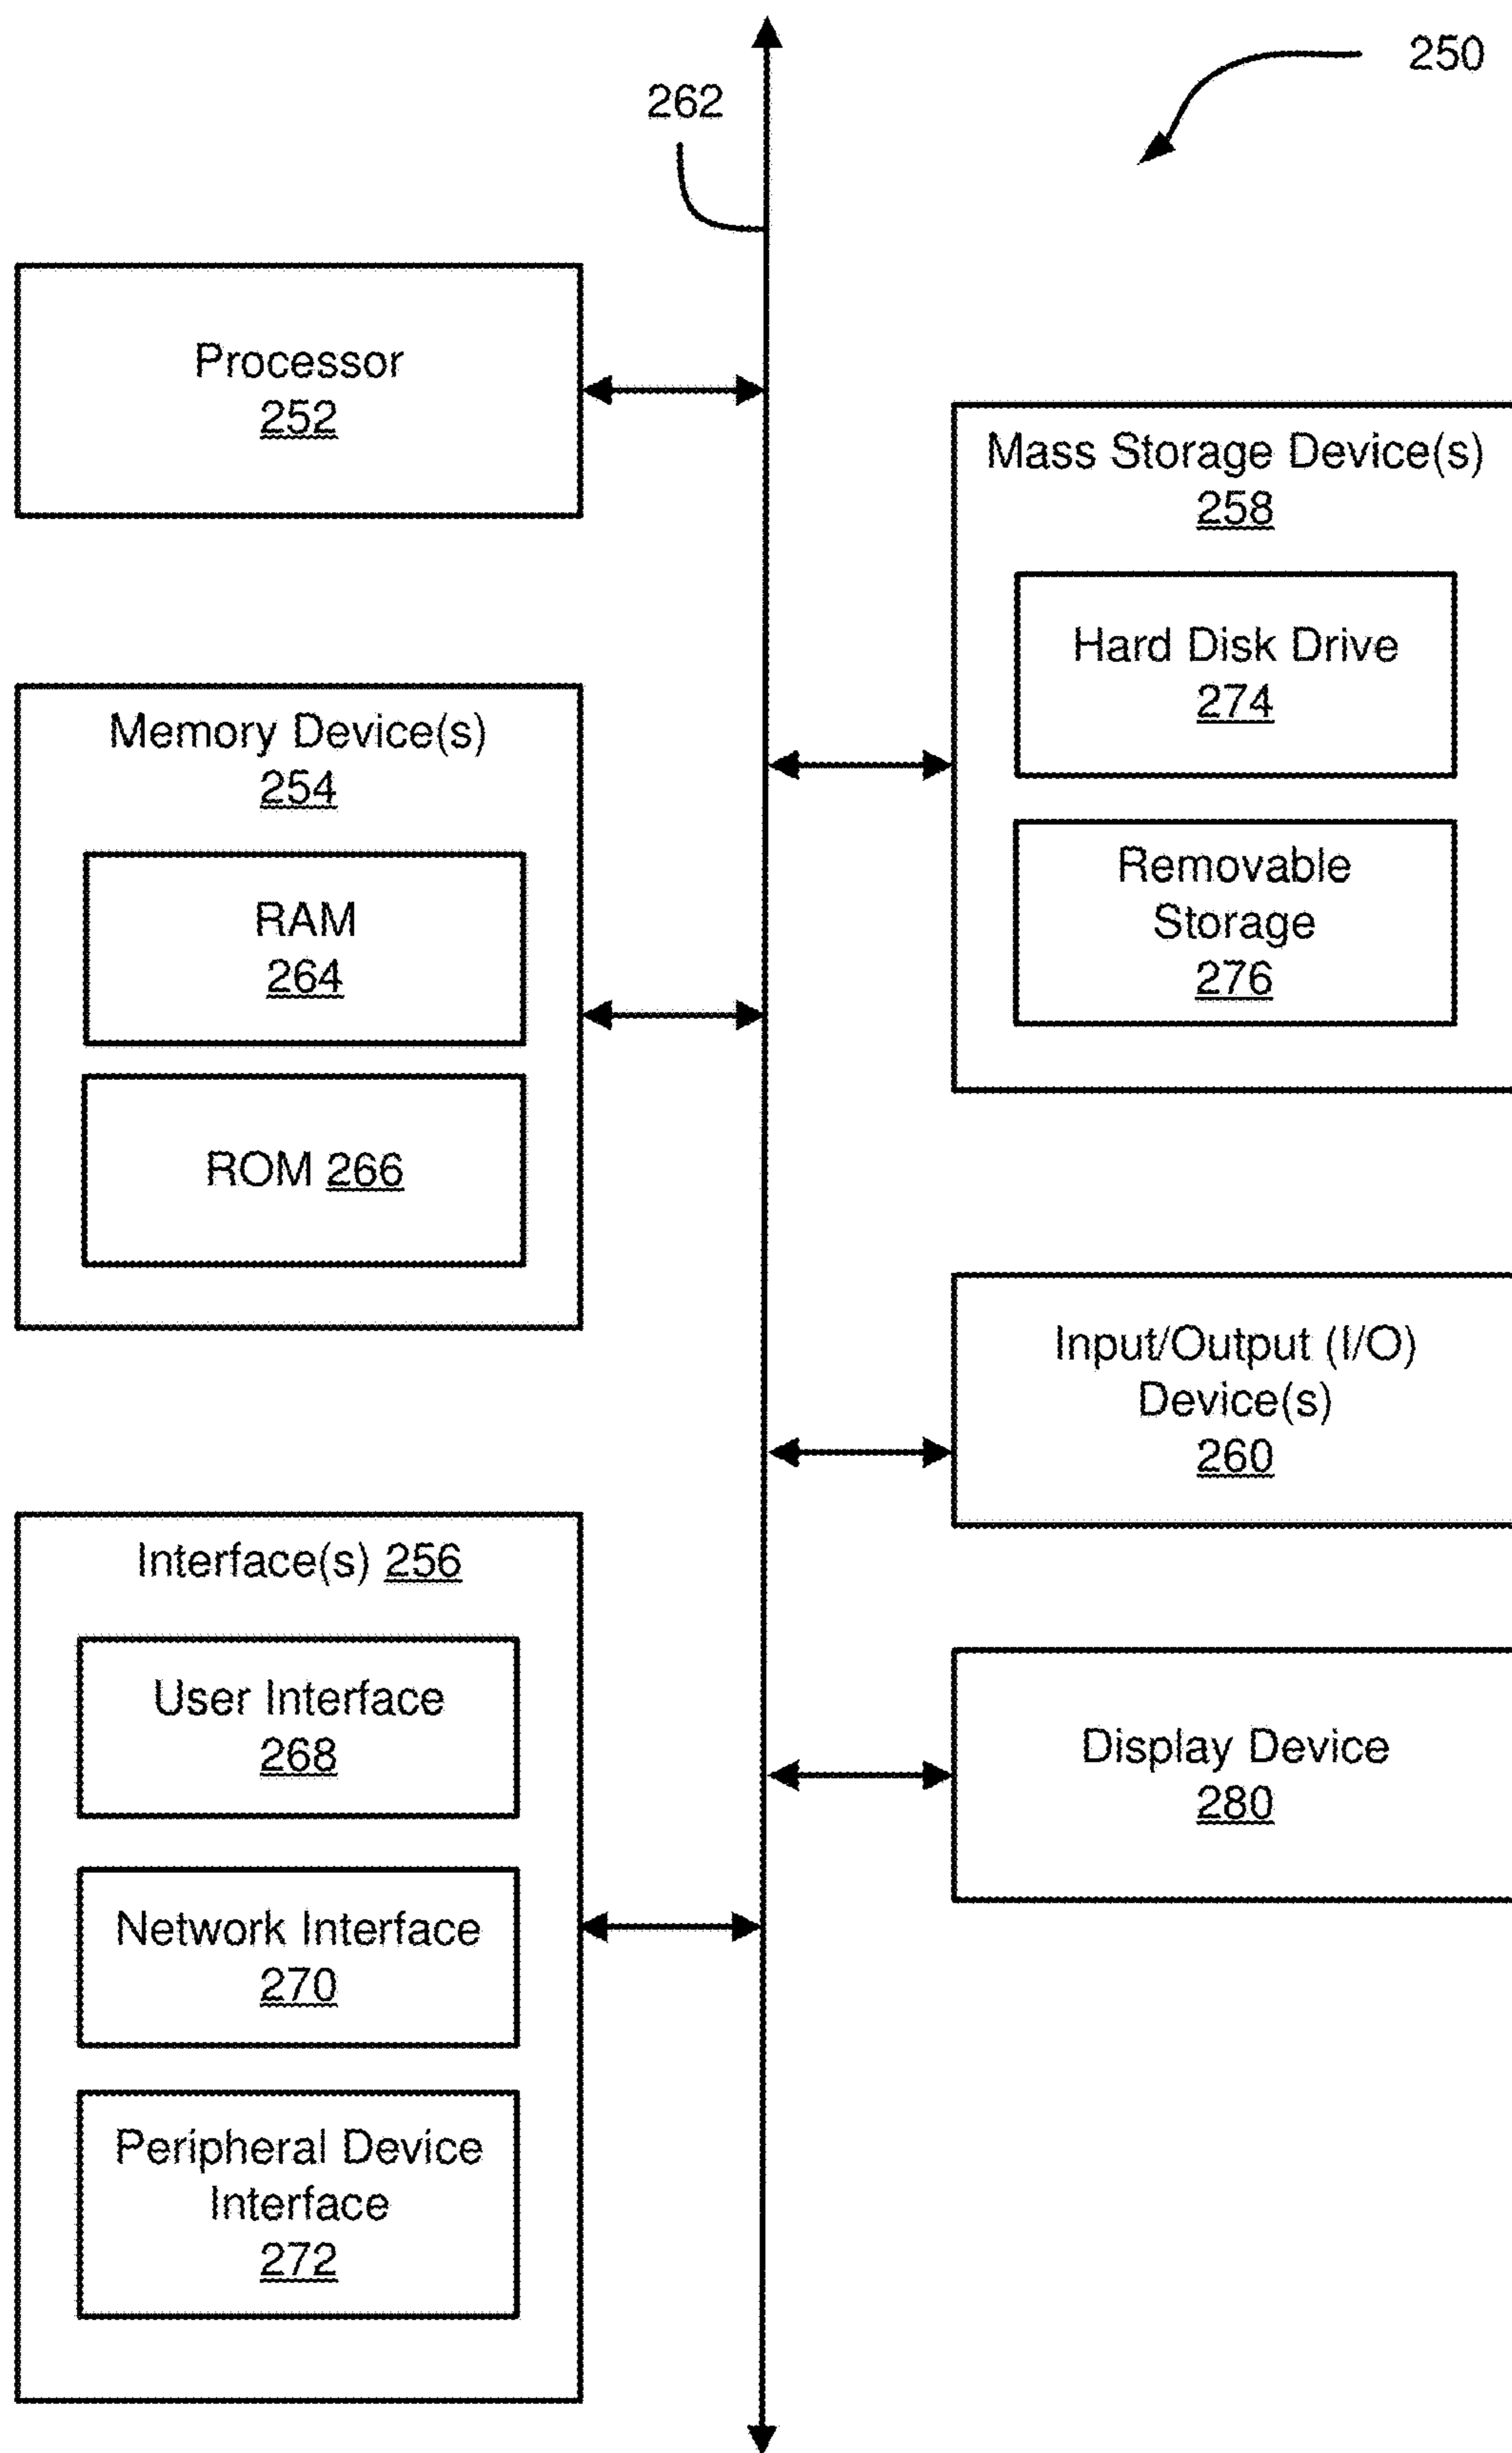 250
262
Processor
252
Mass Storage Device(s)
258
Hard Disk Drive
274
Removable
Storage
276
Memory Device(s)
254
RAM
264
ROM 266
Input/Output (I/O)
Device(s)
260
Interface(s) 256
User Interface
268
Network Interface
270
Peripheral Device
Interface
272
Display Device
280